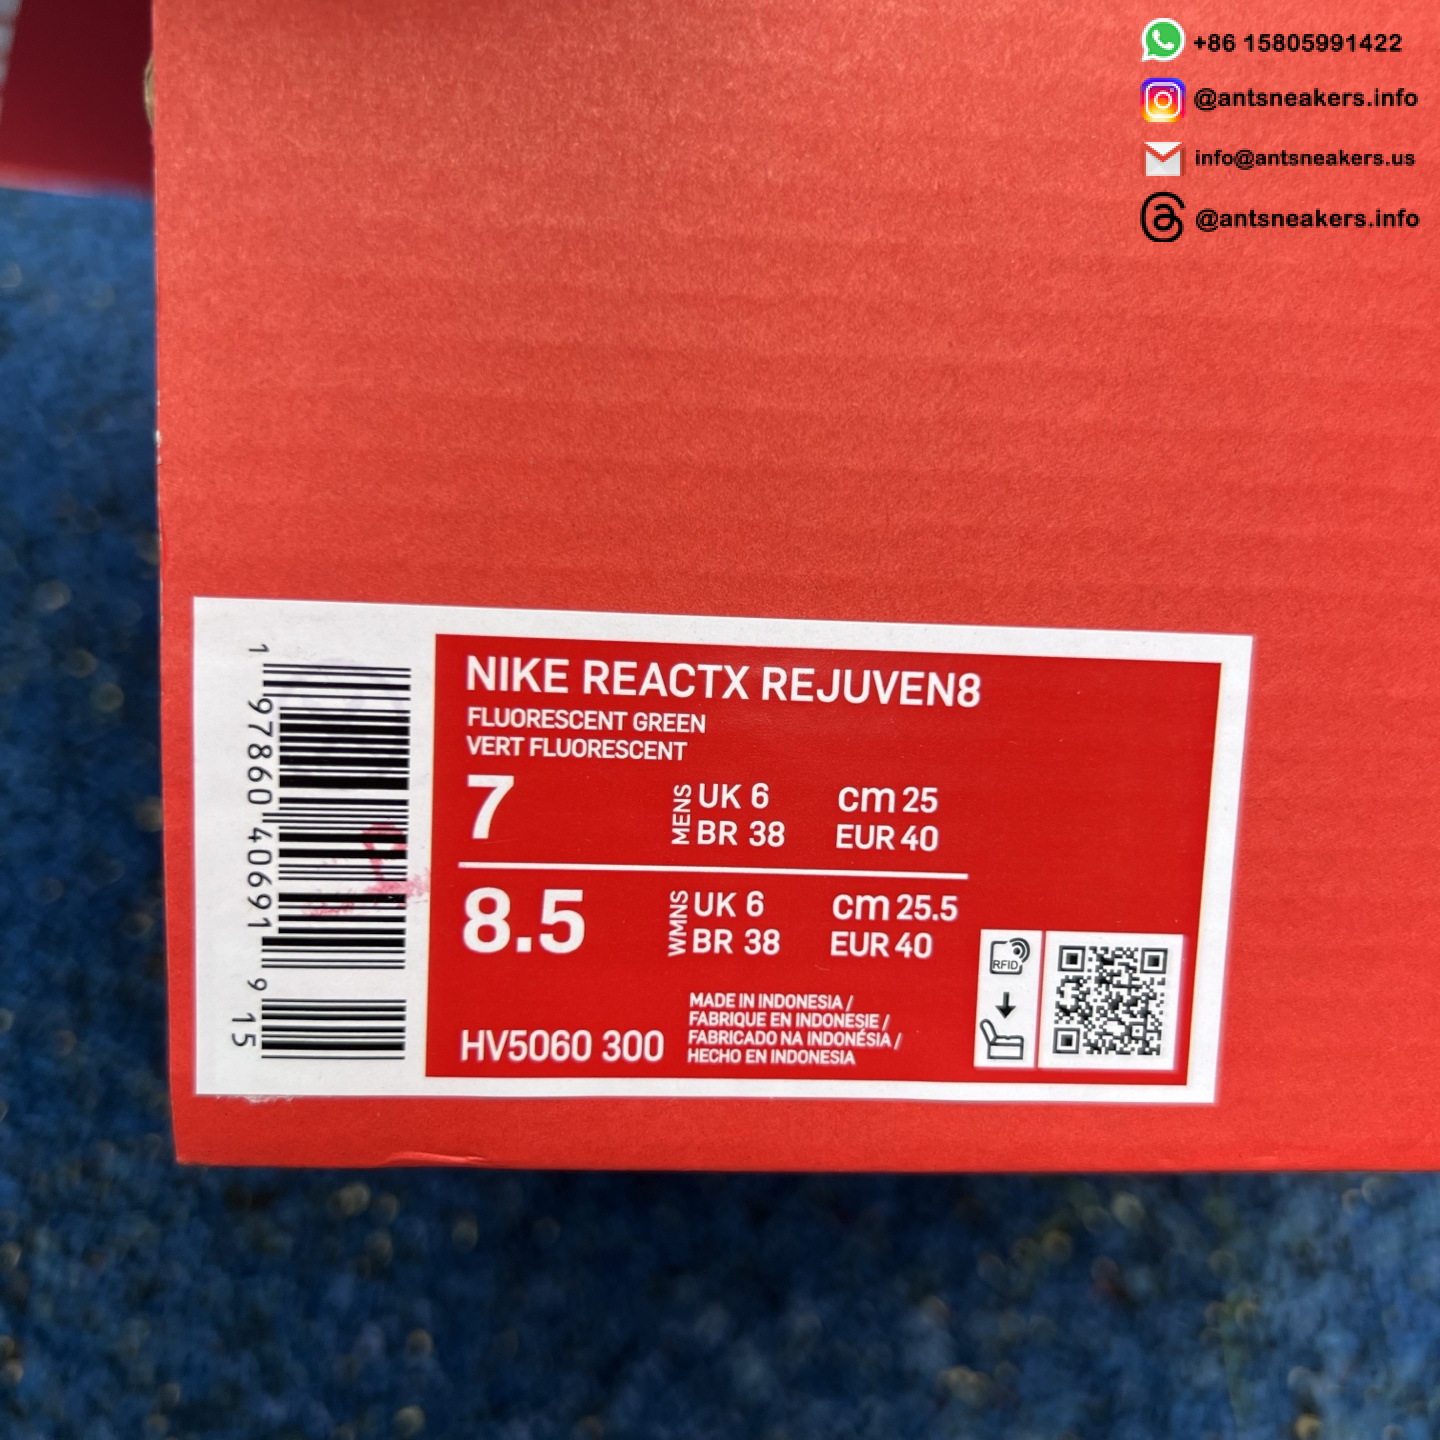 +86 15805991422
@antsneakers.info
info@antsneakers.us
@antsneakers.info
NIKE REACTX REJUVEN8
FLUORESCENT GREEN
VERT FLUORESCENT
7
MENS
UK 6
cm 25
BR 38
EUR 40
8.5
WMNS
UK 6
cm 25.5
BR 38
EUR 40
HV5060 300
MADE IN INDONESIA /
FABRIQUE EN INDONÉSIE /
FABRICADO NA INDONÉSIA /
HECHO EN INDONESIA
RFID
1 97860 40691 9 15